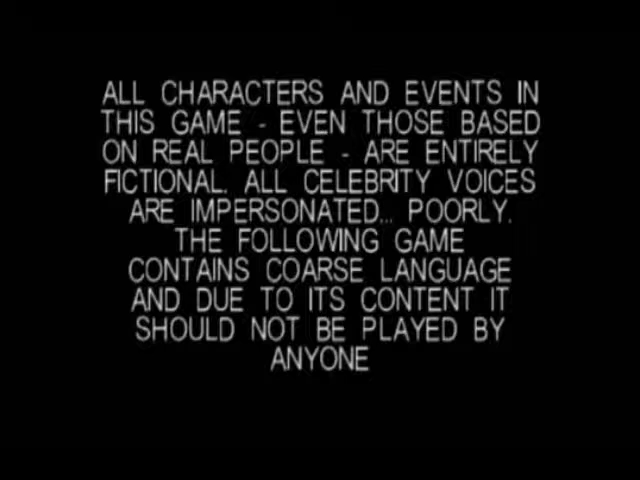 ALL CHARACTERS AND EVENTS IN
THIS GAME - EVEN THOSE BASED
ON REAL PEOPLE - ARE ENTIRELY
FICTIONAL. ALL CELEBRITY VOICES
ARE IMPERSONATED... POORLY.
THE FOLLOWING GAME
CONTAINS COARSE LANGUAGE
AND DUE TO ITS CONTENT IT
SHOULD NOT BE PLAYED BY
ANYONE